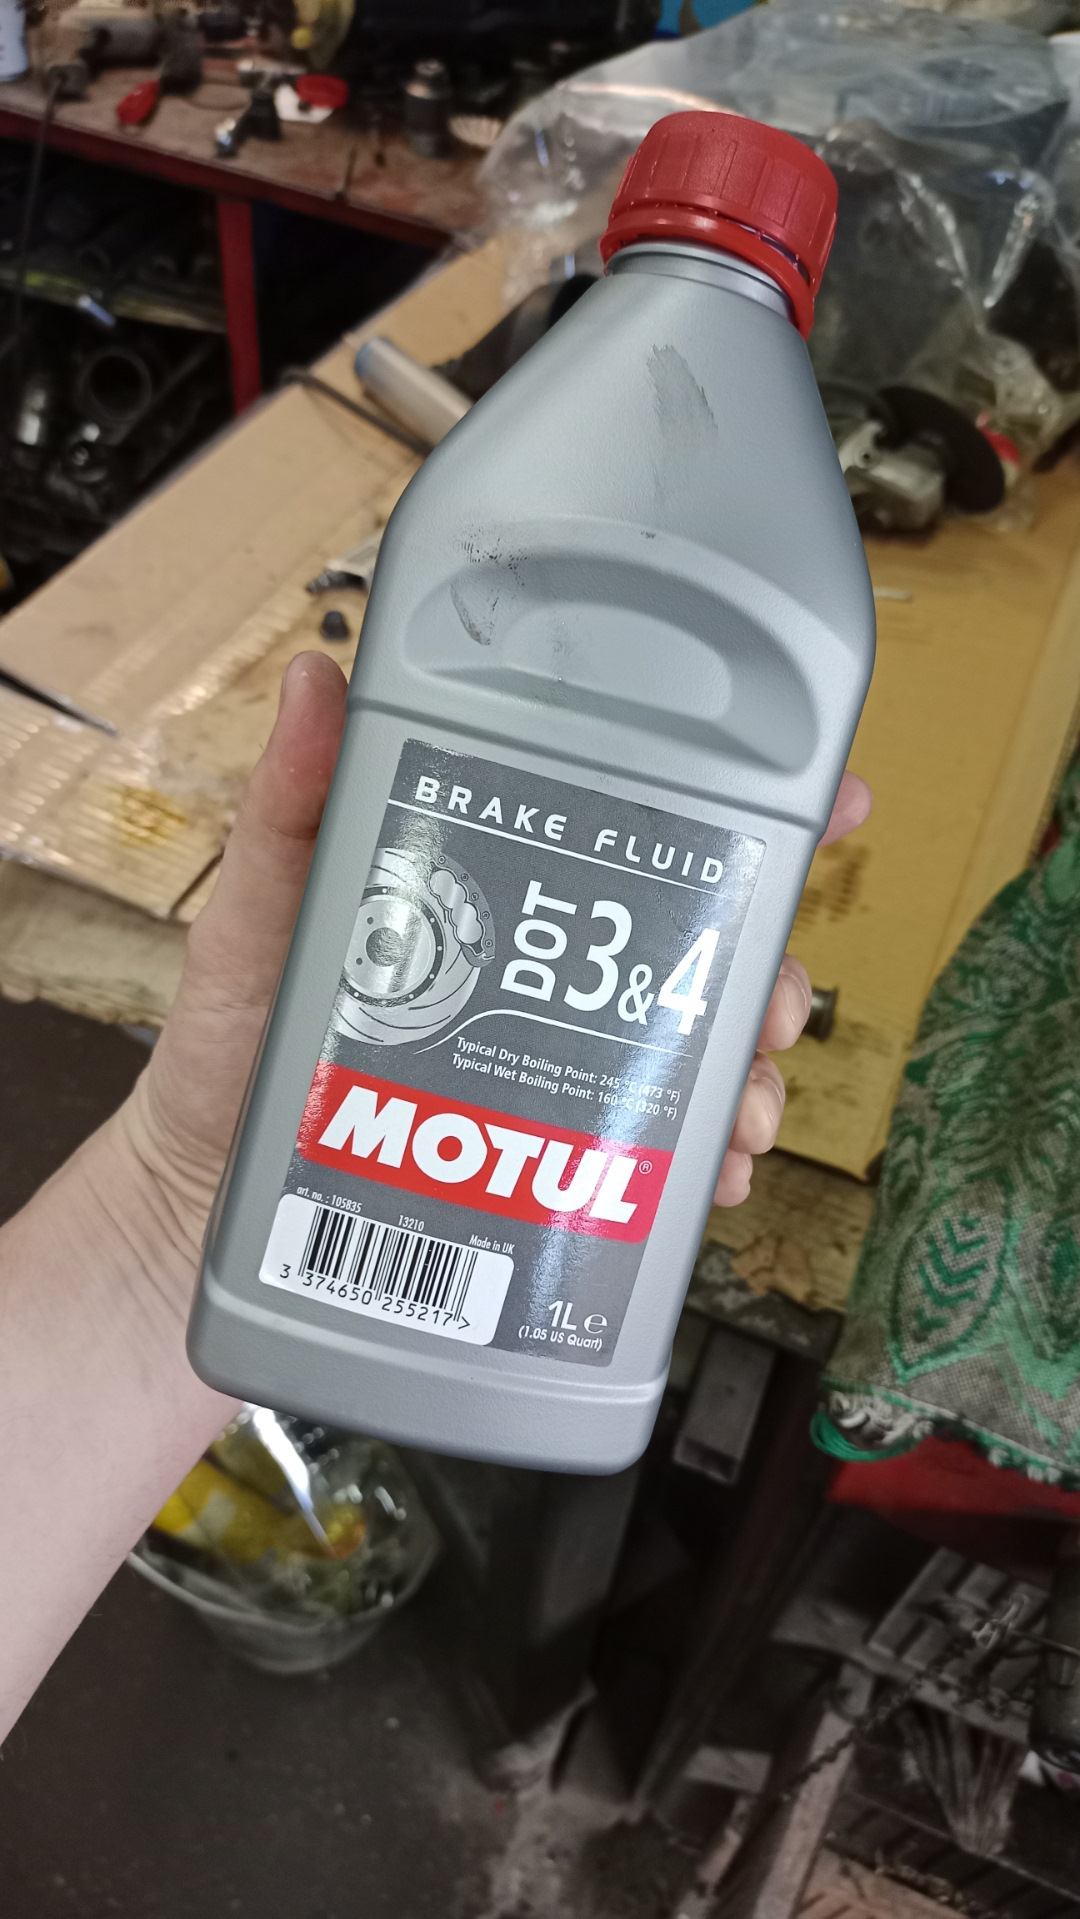 BRAKE FLUID
DOT 3&4
Typical Dry Boiling Point: 245 °C (473 °F)
Typical Wet Boiling Point: 160 °C (320 °F)
MOTUL®
art. no.: 105835
13210
Made in UK
3 374650 255217>
1L e
(1.05 US Quart)